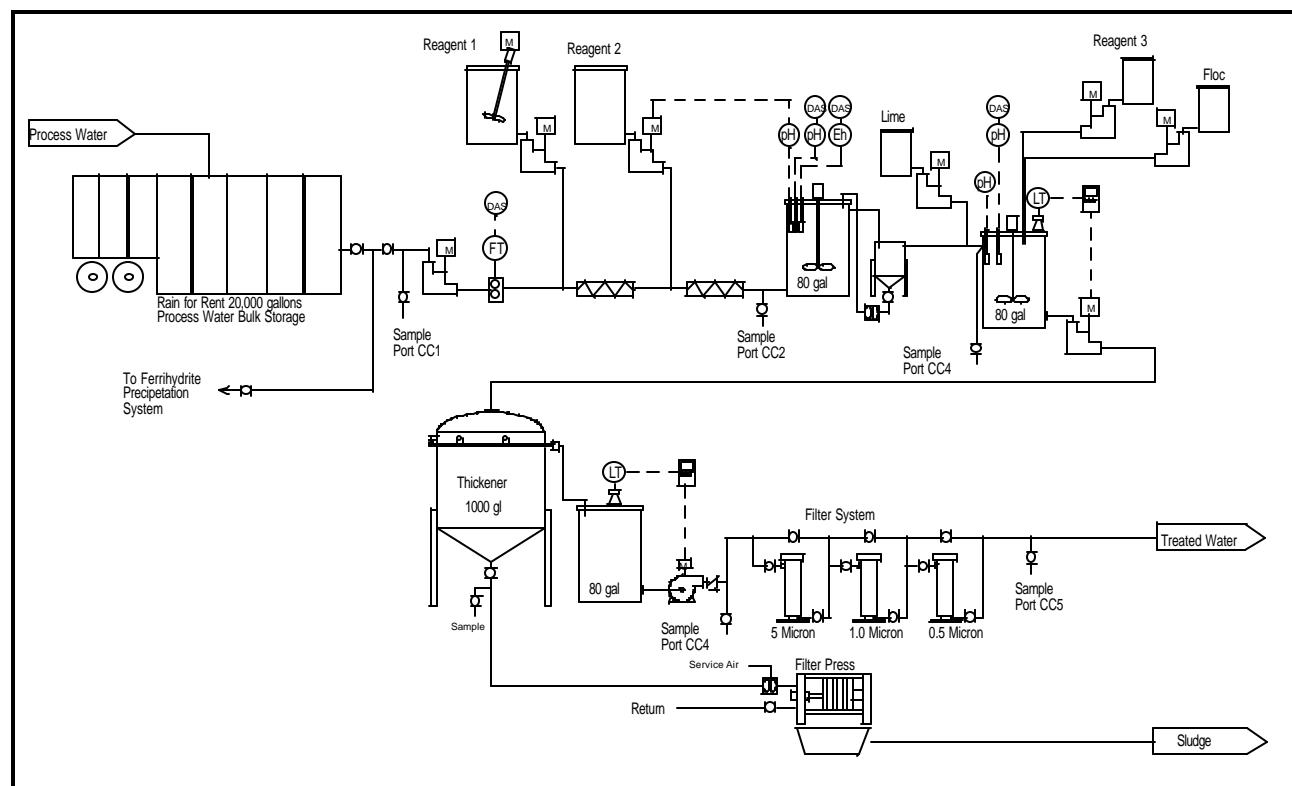 Reagent 1
M
Reagent 2
Reagent 3
Floc
Process Water
M
M
DAS
DAS
DAS
pH
pH
Eh
Lime
M
DAS
pH
pH
M
M
LT
DAS
FT
M
80 gal
80 gal
M
Rain for Rent 20,000 gallons
Process Water Bulk Storage
Sample
Port CC1
Sample
Port CC2
Sample
Port CC4
To Ferrihydrite
Precipetation
System
Thickener
1000 gl
LT
80 gal
M
Filter System
Treated Water
Sample
Sample
Port CC4
5 Micron
1.0 Micron
0.5 Micron
Sample
Port CC5
Service Air
Filter Press
Return
Sludge